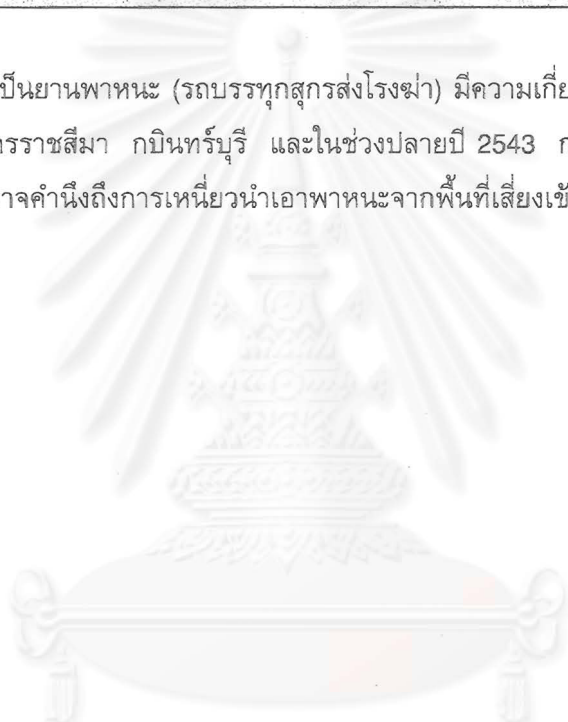 ป็นยานพาหนะ (รถบรรทุกสุกรส่งโรงฆ่า) มีความเกี่ย
รราชสีมา กบินทร์บุรี และในช่วงปลายปี 2543 ก
าจคำนึงถึงการเหนี่ยวนำเอาพาหนะจากพื้นที่เสี่ยงเข้